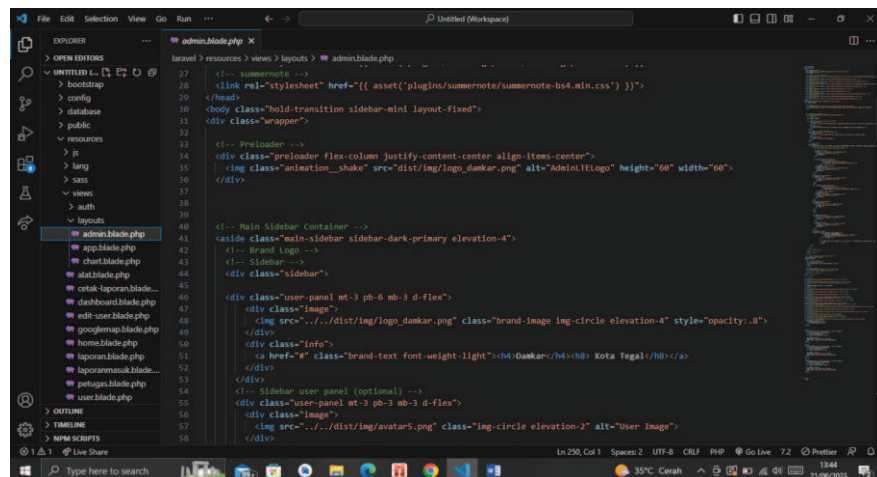 File Edit Selection View Go Run ··· Untitled (Workspace)
EXPLORER ···
> OPEN EDITORS
UNTITLED (...
> bootstrap
> config
> database
> public
resources
> js
> lang
> sass
views
> auth
layouts
admin.blade.php
app.blade.php
chart.blade.php
alat.blade.php
cetak-laporan.blade....
dashboard.blade.php
edit-user.blade.php
googlemap.blade.php
home.blade.php
laporan.blade.php
laporanmasuk.blade....
petugas.blade.php
user.blade.php
> OUTLINE
> TIMELINE
> NPM SCRIPTS
admin.blade.php ×
laravel > resources > views > layouts > admin.blade.php
27 <!-- summernote -->
28 <link rel="stylesheet" href="{{ asset('plugins/summernote/summernote-bs4.min.css') }}">
29 </head>
30 <body class="hold-transition sidebar-mini layout-fixed">
31 <div class="wrapper">
32
33 <!-- Preloader -->
34 <div class="preloader flex-column justify-content-center align-items-center">
35 <img class="animation__shake" src="dist/img/logo_damkar.png" alt="AdminLTELogo" height="60" width="60">
36 </div>
37
38
39
40 <!-- Main Sidebar Container -->
41 <aside class="main-sidebar sidebar-dark-primary elevation-4">
42 <!-- Brand Logo -->
43 <!-- Sidebar -->
44 <div class="sidebar">
45
46 <div class="user-panel mt-3 pb-6 mb-3 d-flex">
47 <div class="image">
48 <img src="../../dist/img/logo_damkar.png" class="brand-image img-circle elevation-4" style="opacity:.8">
49 </div>
50 <div class="info">
51 <a href="#" class="brand-text font-weight-light"><h4>Damkar</h4><h8> Kota Tegal</h8></a>
52 </div>
53 </div>
54 <!-- Sidebar user panel (optional) -->
55 <div class="user-panel mt-3 pb-3 mb-3 d-flex">
56 <div class="image">
57 <img src="../../dist/img/avatar5.png" class="img-circle elevation-2" alt="User Image">
58 </div>
1 1 Live Share Ln 250, Col 1 Spaces: 2 UTF-8 CRLF PHP Go Live 7.2 Prettier
Type here to search 35°C Cerah 13:44
21/06/2023